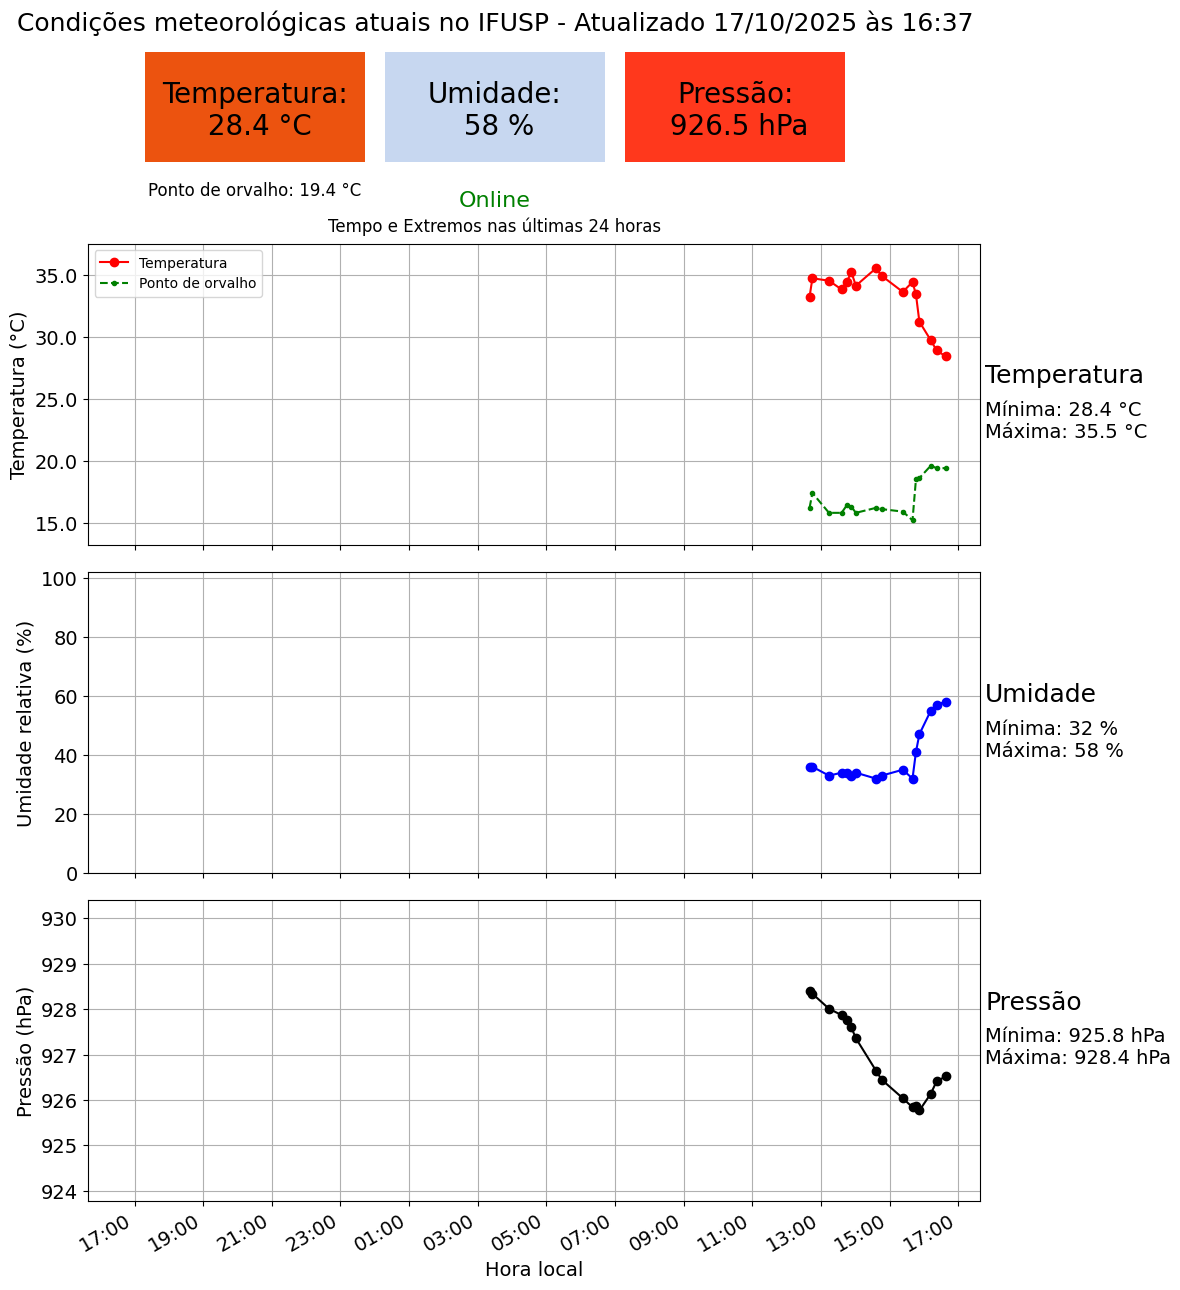 Condições meteorológicas atuais no IFUSP - Atualizado 17/10/2025 às 16:37
Temperatura:
28.4 °C
Umidade:
58 %
Pressão:
926.5 hPa
Ponto de orvalho: 19.4 °C
Online
Tempo e Extremos nas últimas 24 horas
Temperatura
Ponto de orvalho
Temperatura (°C)
35.0
30.0
25.0
20.0
15.0
Temperatura
Mínima: 28.4 °C
Máxima: 35.5 °C
Umidade relativa (%)
100
80
60
40
20
0
Umidade
Mínima: 32 %
Máxima: 58 %
Pressão (hPa)
930
929
928
927
926
925
924
Pressão
Mínima: 925.8 hPa
Máxima: 928.4 hPa
17:00 19:00 21:00 23:00 01:00 03:00 05:00 07:00 09:00 11:00 13:00 15:00 17:00
Hora local